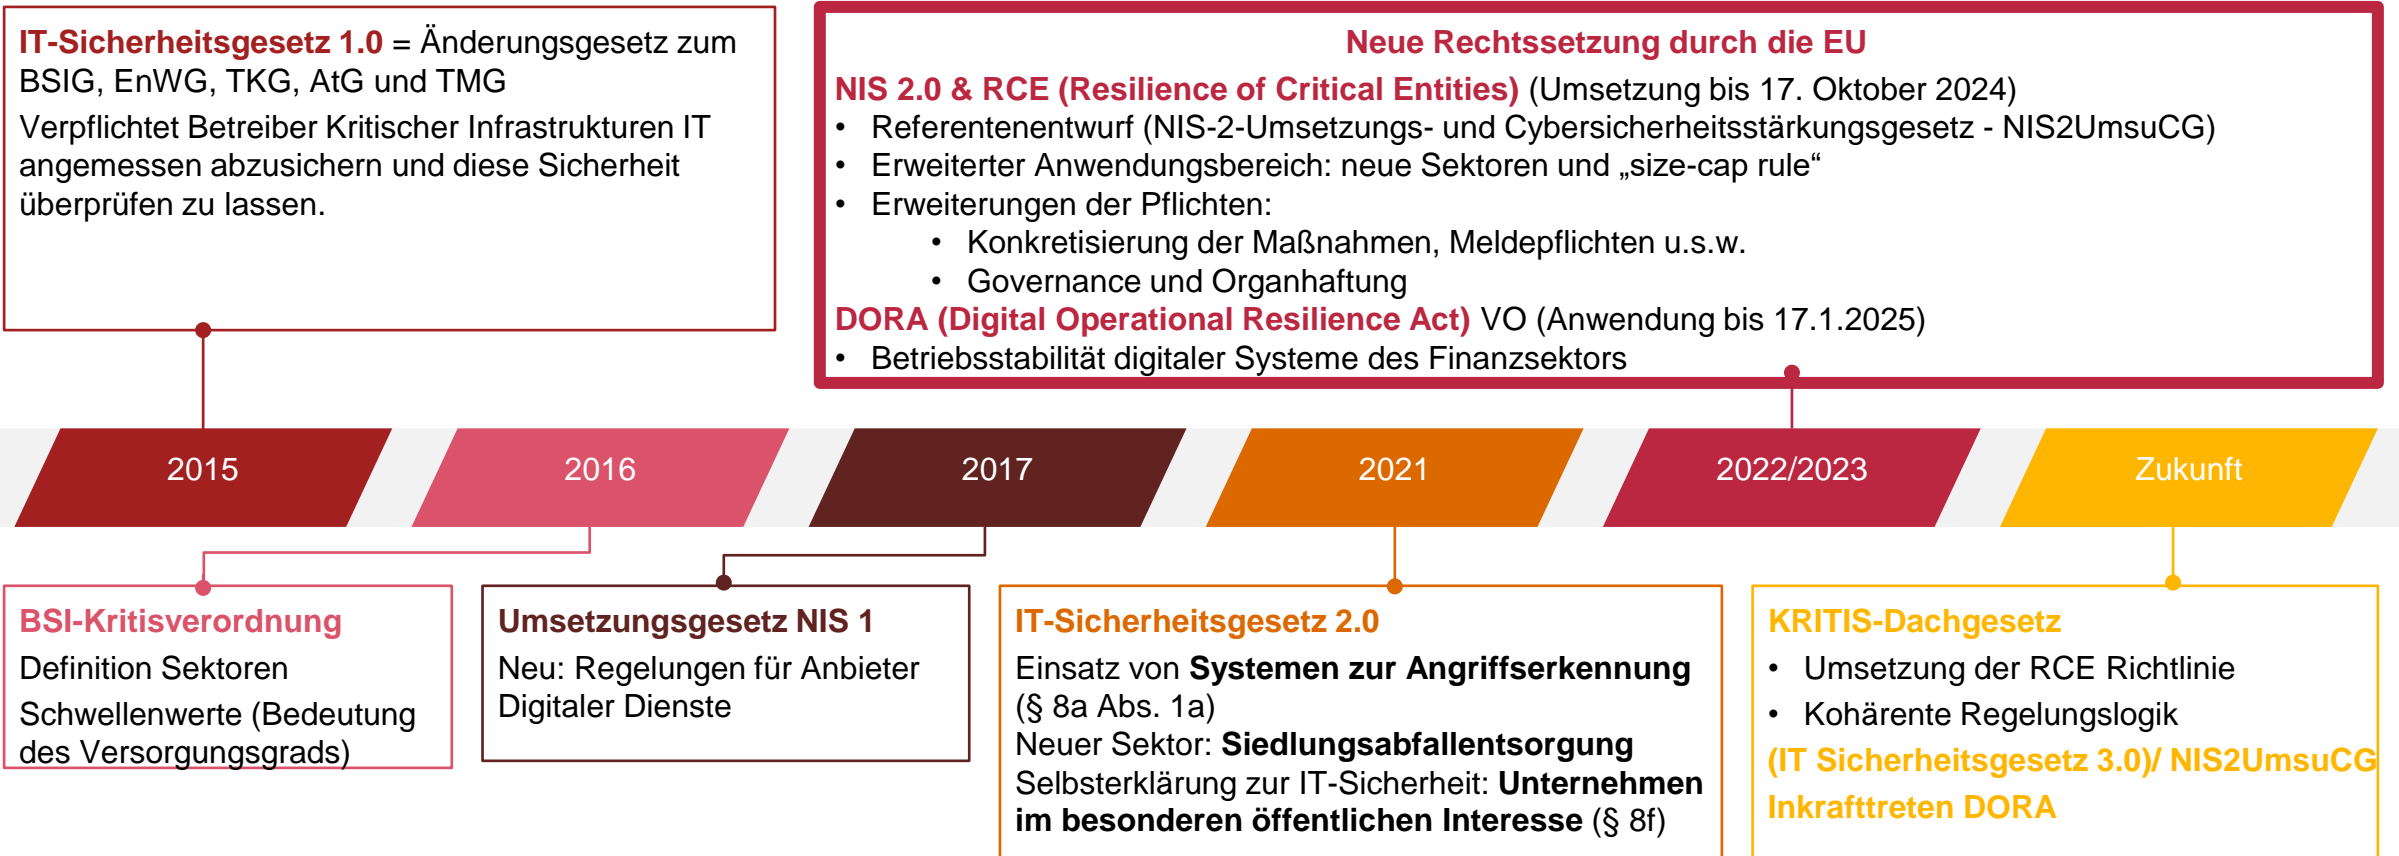 IT-Sicherheitsgesetz 1.0 = Änderungsgesetz zum
BSIG, EnWG, TKG, AtG und TMG
Verpflichtet Betreiber Kritischer Infrastrukturen IT
angemessen abzusichern und diese Sicherheit
überprüfen zu lassen.
Neue Rechtssetzung durch die EU
NIS 2.0 & RCE (Resilience of Critical Entities) (Umsetzung bis 17. Oktober 2024)
• Referentenentwurf (NIS-2-Umsetzungs- und Cybersicherheitsstärkungsgesetz - NIS2UmsuCG)
• Erweiterter Anwendungsbereich: neue Sektoren und „size-cap rule“
• Erweiterungen der Pflichten:
• Konkretisierung der Maßnahmen, Meldepflichten u.s.w.
• Governance und Organhaftung
DORA (Digital Operational Resilience Act) VO (Anwendung bis 17.1.2025)
• Betriebsstabilität digitaler Systeme des Finanzsektors
2015
2016
2017
2021
2022/2023
Zukunft
BSI-Kritisverordnung
Definition Sektoren
Schwellenwerte (Bedeutung
des Versorgungsgrads)
Umsetzungsgesetz NIS 1
Neu: Regelungen für Anbieter
Digitaler Dienste
IT-Sicherheitsgesetz 2.0
Einsatz von Systemen zur Angriffserkennung
(§ 8a Abs. 1a)
Neuer Sektor: Siedlungsabfallentsorgung
Selbsterklärung zur IT-Sicherheit: Unternehmen
im besonderen öffentlichen Interesse (§ 8f)
KRITIS-Dachgesetz
• Umsetzung der RCE Richtlinie
• Kohärente Regelungslogik
(IT Sicherheitsgesetz 3.0)/ NIS2UmsuCG
Inkrafttreten DORA